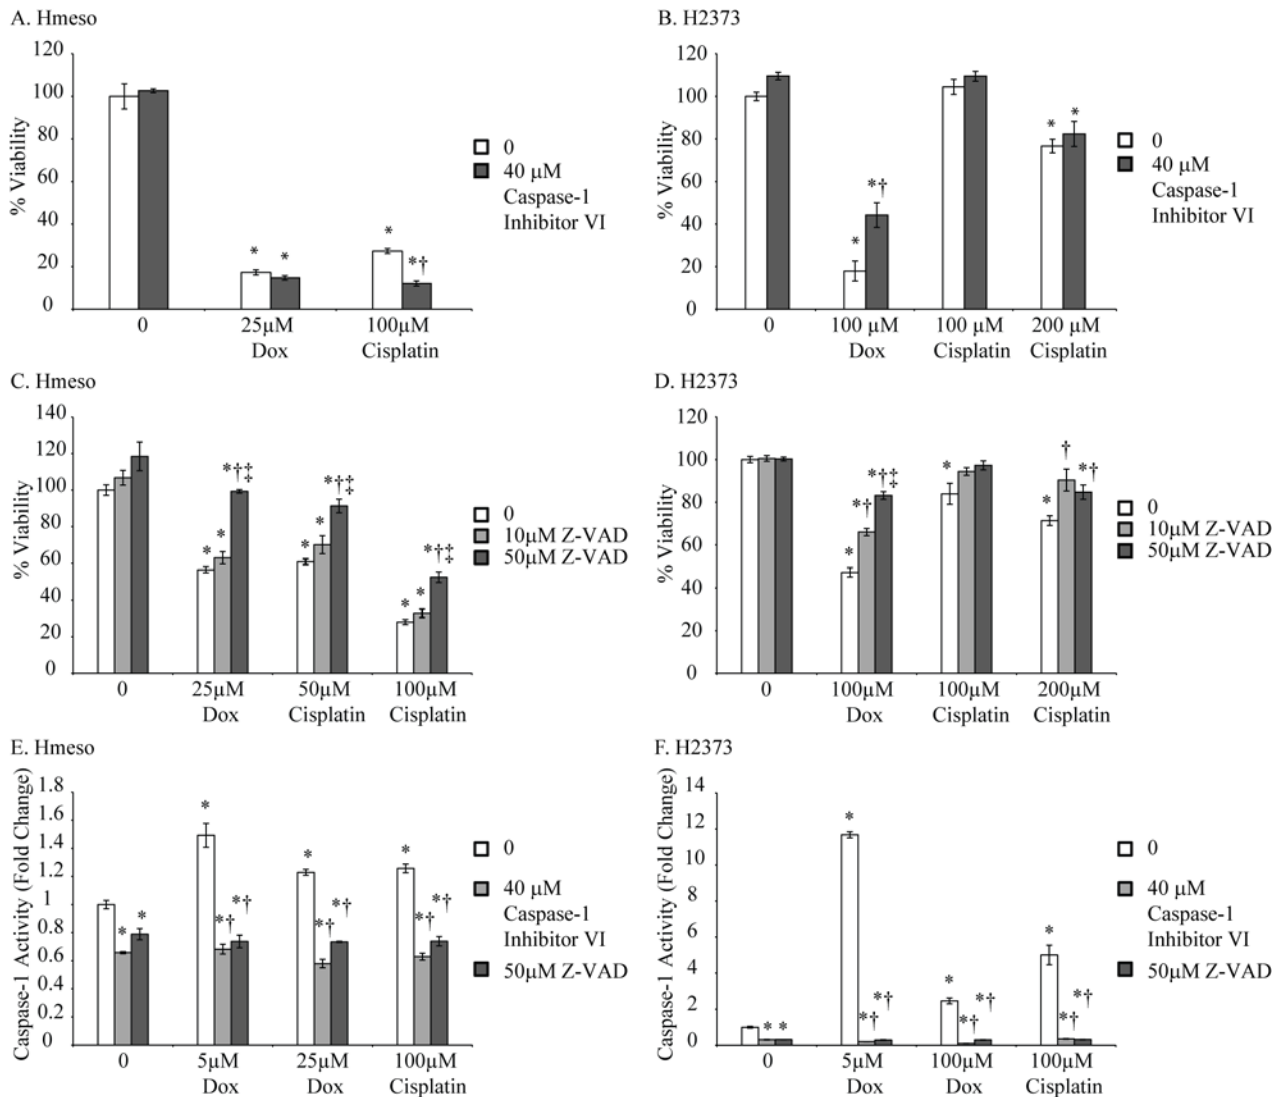 A. Hmeso
% Viability
120
100
80
60
40
20
0
*
*
*
*†
0
25µM
Dox
100µM
Cisplatin
0
40 µM
Caspase-1
Inhibitor VI
B. H2373
% Viability
120
100
80
60
40
20
0
*
*†
*
*
0
100 µM
Dox
100 µM
Cisplatin
200 µM
Cisplatin
0
40 µM
Caspase-1
Inhibitor VI
C. Hmeso
% Viability
140
120
100
80
60
40
20
0
*
*
*†‡
*
*
*†‡
*
*
*†‡
0
25µM
Dox
50µM
Cisplatin
100µM
Cisplatin
0
10µM Z-VAD
50µM Z-VAD
D. H2373
% Viability
120
100
80
60
40
20
0
*
*†
*†‡
*
*
†
*†
0
100µM
Dox
100µM
Cisplatin
200µM
Cisplatin
0
10µM Z-VAD
50µM Z-VAD
E. Hmeso
Caspase-1 Activity (Fold Change)
1.8
1.6
1.4
1.2
1
0.8
0.6
0.4
0.2
0
*
*
*
*†
*†
*
*†
*†
*
*†
*†
0
5µM
Dox
25µM
Dox
100µM
Cisplatin
0
40 µM
Caspase-1
Inhibitor VI
50µM Z-VAD
F. H2373
Caspase-1 Activity (Fold Change)
14
12
10
8
6
4
2
0
* *
*
*†
*†
*
*†
*†
*
*†
*†
0
5µM
Dox
100µM
Dox
100µM
Cisplatin
0
40 µM
Caspase-1
Inhibitor VI
50µM Z-VAD